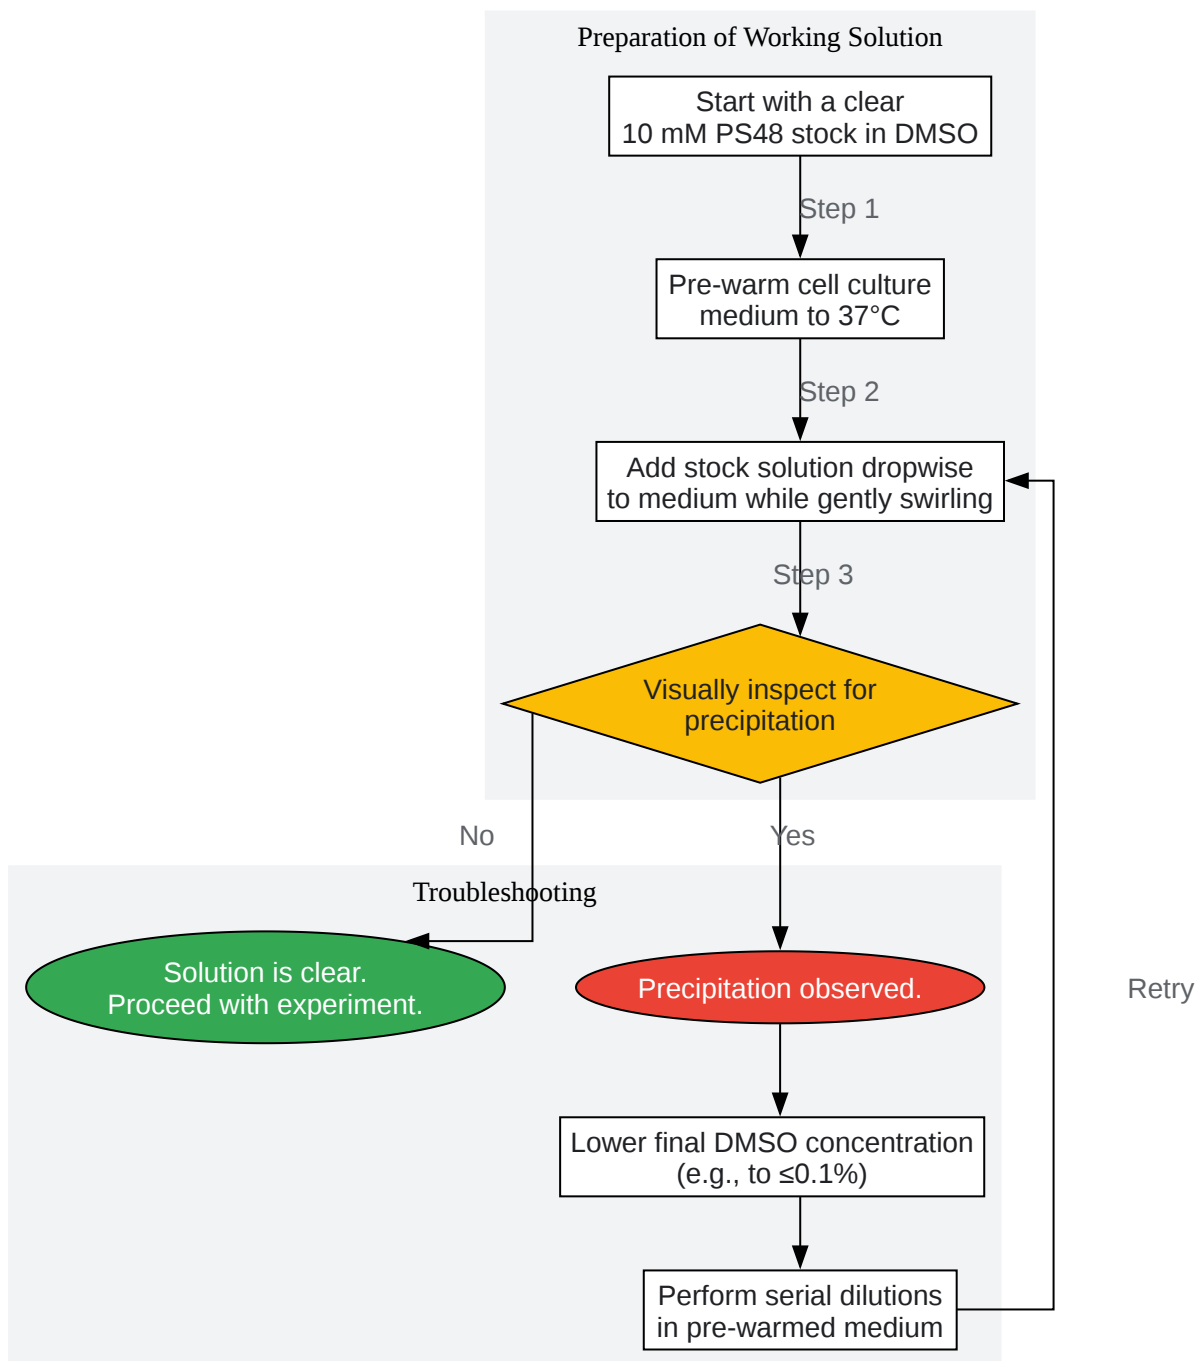 Preparation of Working Solution
Start with a clear
10 mM PS48 stock in DMSO
Step 1
Pre-warm cell culture
medium to 37°C
Step 2
Add stock solution dropwise
to medium while gently swirling
Step 3
Visually inspect for
precipitation
No
Yes
Troubleshooting
Solution is clear.
Proceed with experiment.
Precipitation observed.
Retry
Lower final DMSO concentration
(e.g., to ≤0.1%)
Perform serial dilutions
in pre-warmed medium